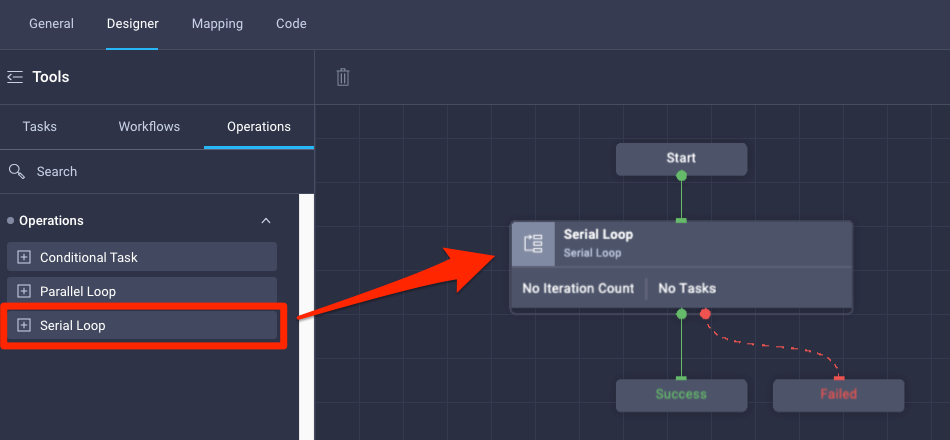 General Designer Mapping Code
Tools
Tasks Workflows Operations
Search
Operations
Conditional Task
Parallel Loop
Serial Loop
Start
Serial Loop
Serial Loop
No Iteration Count No Tasks
Success Failed